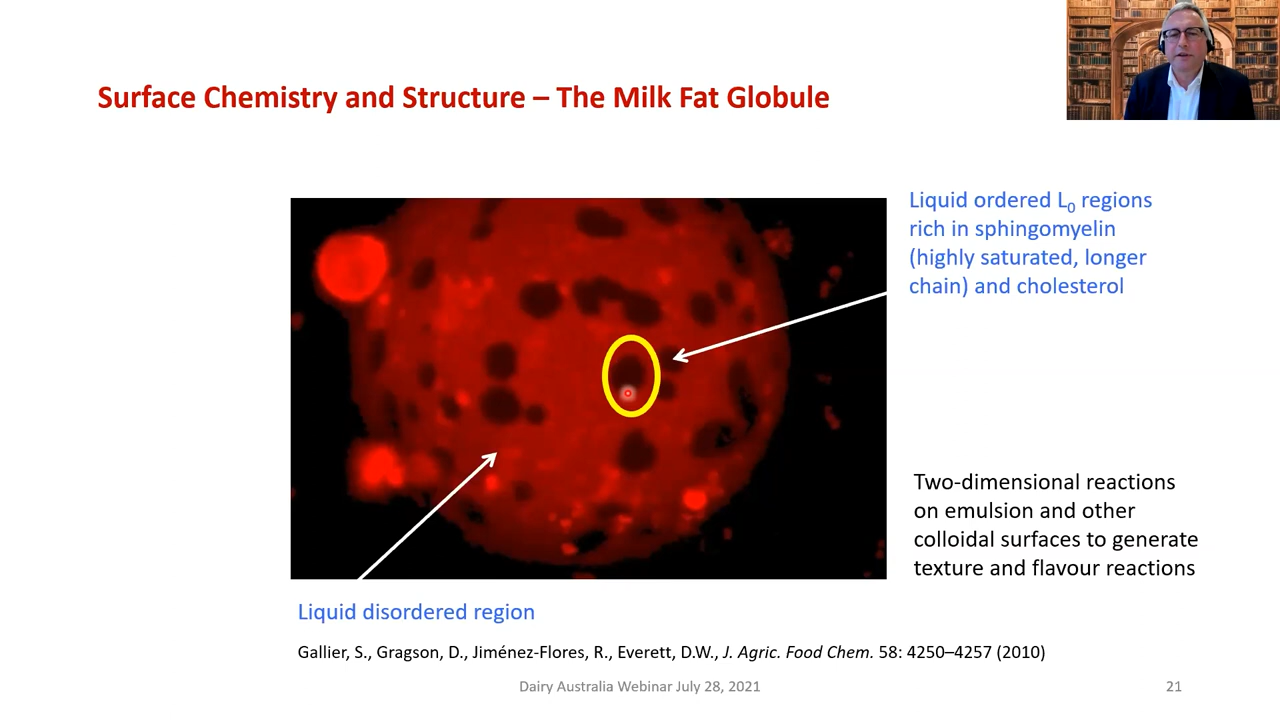 Surface Chemistry and Structure – The Milk Fat Globule
Liquid ordered L₀ regions
rich in sphingomyelin
(highly saturated, longer
chain) and cholesterol
Two-dimensional reactions
on emulsion and other
colloidal surfaces to generate
texture and flavour reactions
Liquid disordered region
Gallier, S., Gragson, D., Jiménez-Flores, R., Everett, D.W., J. Agric. Food Chem. 58: 4250–4257 (2010)
Dairy Australia Webinar July 28, 2021
21